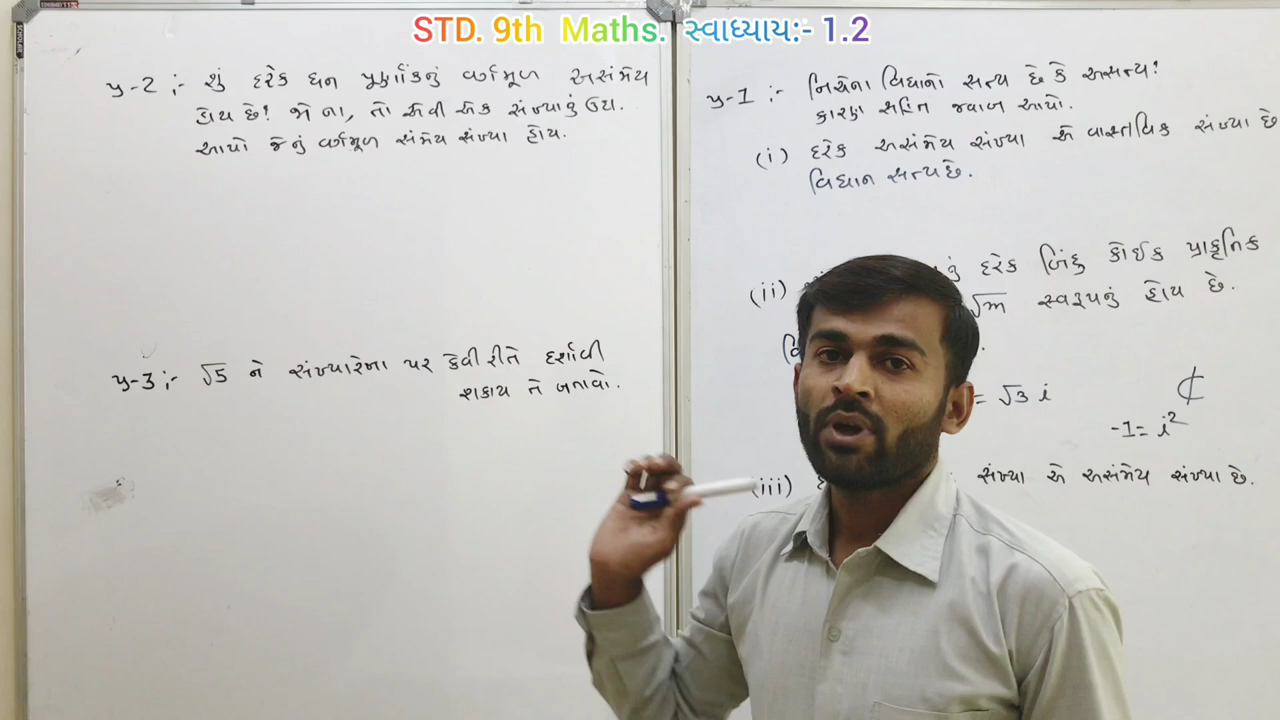 STD. 9th Maths. સ્વાધ્યાય:- 1.2
પ્ર-2 :- શું દરેક ધન પૂર્ણાંકનું વર્ગમૂળ અસંમેય
હોય છે? જો ના, તો એવી એક સંખ્યાનું ઉદા.
આપો જેનું વર્ગમૂળ સંમેય સંખ્યા હોય.
પ્ર-3 :- √5 ને સંખ્યારેખા પર કેવી રીતે દર્શાવી
શકાય તે બતાવો.
પ્ર-1 :- નિચેના વિધાનો સત્ય છે કે અસત્ય?
કારણ સહિત જવાબ આપો.
(i) દરેક અસંમેય સંખ્યા એ વાસ્તવિક સંખ્યા છે
વિધાન સત્ય છે.
(ii) દરેક બિંદુ કોઈક પ્રાકૃતિક
√m સ્વરૂપનું હોય છે.
= √3 i
₵
-1 = i²
(iii) સંખ્યા એ અસંમેય સંખ્યા છે.